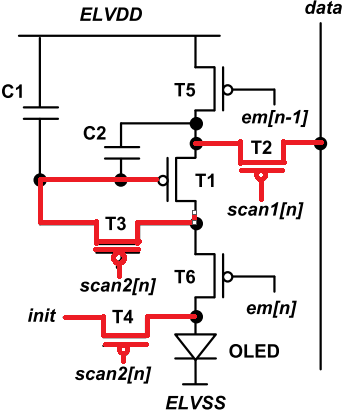 ELVDD
data
C1
T5
em[n-1]
C2
T2
T1
scan1[n]
T3
scan2[n]
T6
em[n]
init
T4
OLED
scan2[n]
ELVSS